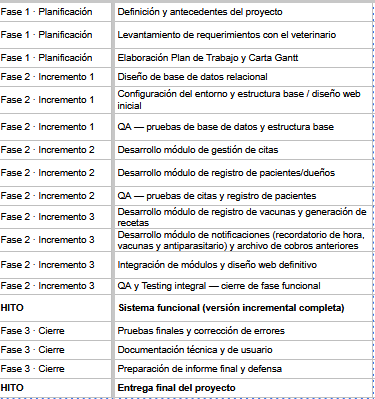 Fase 1 · Planificación Definición y antecedentes del proyecto
Fase 1 · Planificación Levantamiento de requerimientos con el veterinario
Fase 1 · Planificación Elaboración Plan de Trabajo y Carta Gantt
Fase 2 · Incremento 1 Diseño de base de datos relacional
Fase 2 · Incremento 1 Configuración del entorno y estructura base / diseño web
inicial
Fase 2 · Incremento 1 QA — pruebas de base de datos y estructura base
Fase 2 · Incremento 2 Desarrollo módulo de gestión de citas
Fase 2 · Incremento 2 Desarrollo módulo de registro de pacientes/dueños
Fase 2 · Incremento 2 QA — pruebas de citas y registro de pacientes
Fase 2 · Incremento 3 Desarrollo módulo de registro de vacunas y generación de
recetas
Fase 2 · Incremento 3 Desarrollo módulo de notificaciones (recordatorio de hora,
vacunas y antiparasitario) y archivo de cobros anteriores
Fase 2 · Incremento 3 Integración de módulos y diseño web definitivo
Fase 2 · Incremento 3 QA y Testing integral — cierre de fase funcional
HITO Sistema funcional (versión incremental completa)
Fase 3 · Cierre Pruebas finales y corrección de errores
Fase 3 · Cierre Documentación técnica y de usuario
Fase 3 · Cierre Preparación de informe final y defensa
HITO Entrega final del proyecto